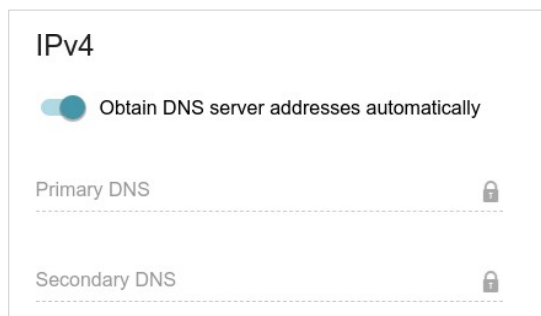 IPv4
Obtain DNS server addresses automatically
Primary DNS
Secondary DNS